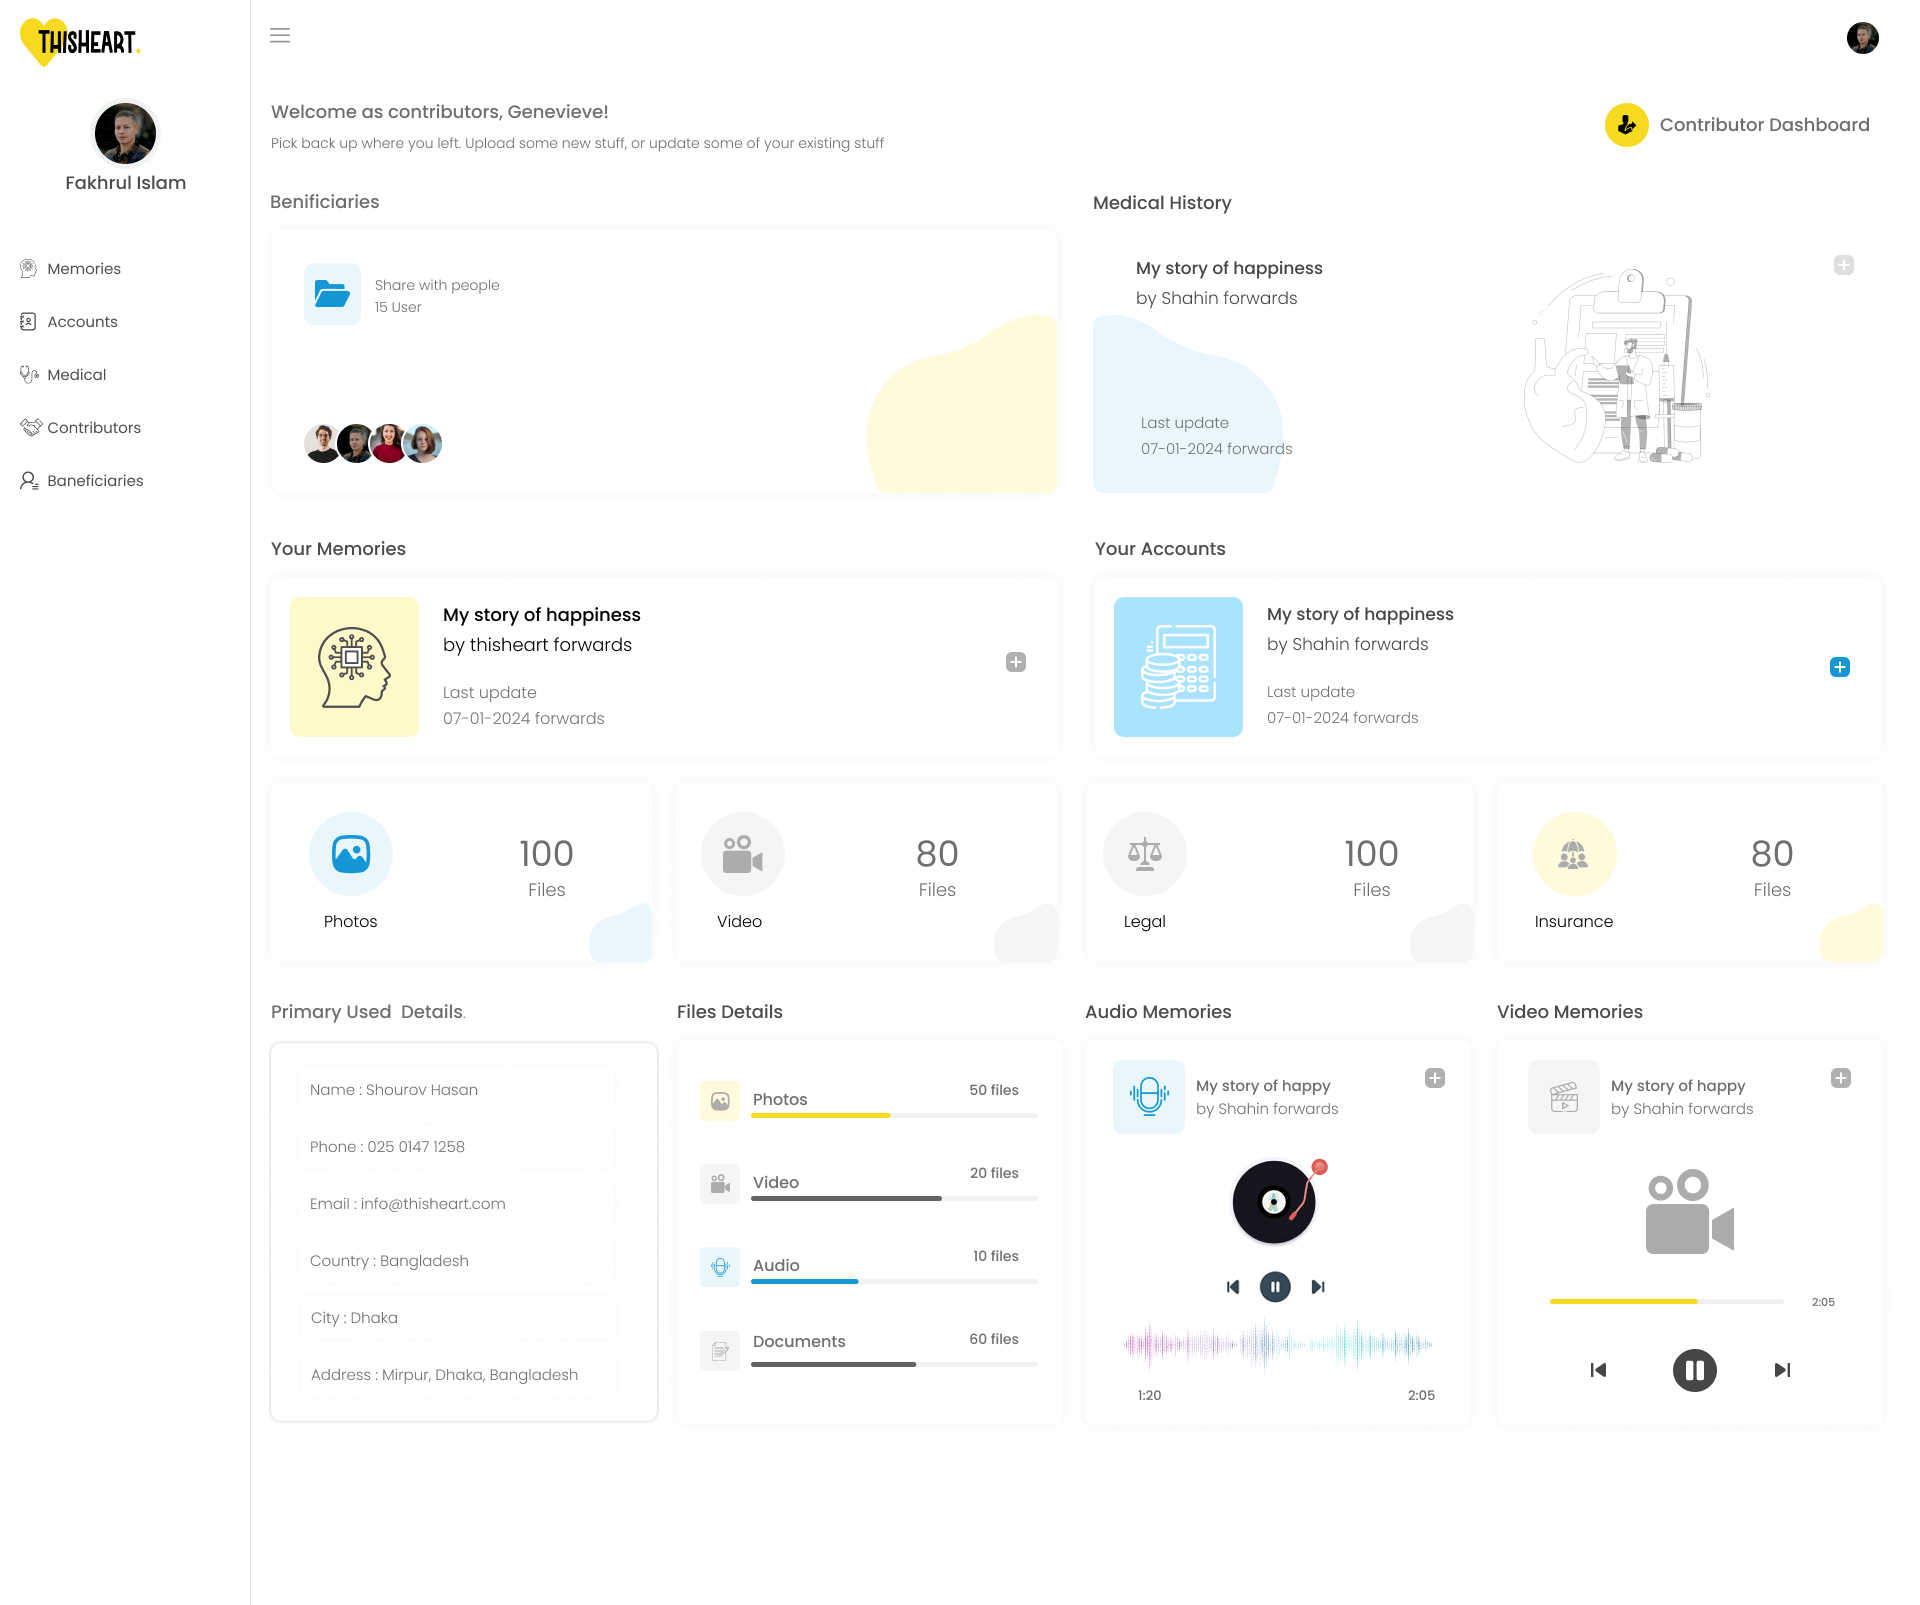 THISHEART.
Fakhrul Islam
Memories
Accounts
Medical
Contributors
Baneficiaries
Welcome as contributors, Genevieve!
Pick back up where you left. Upload some new stuff, or update some of your existing stuff
Contributor Dashboard
Benificiaries
Share with people
15 User
Medical History
My story of happiness
by Shahin forwards
Last update
07-01-2024 forwards
Your Memories
My story of happiness
by thisheart forwards
Last update
07-01-2024 forwards
Your Accounts
My story of happiness
by Shahin forwards
Last update
07-01-2024 forwards
100
Files
Photos
80
Files
Video
100
Files
Legal
80
Files
Insurance
Primary Used  Details.
Name : Shourov Hasan
Phone : 025 0147 1258
Email : info@thisheart.com
Country : Bangladesh
City : Dhaka
Address : Mirpur, Dhaka, Bangladesh
Files Details
Photos 50 files
Video 20 files
Audio 10 files
Documents 60 files
Audio Memories
My story of happy
by Shahin forwards
1:20 2:05
Video Memories
My story of happy
by Shahin forwards
2:05